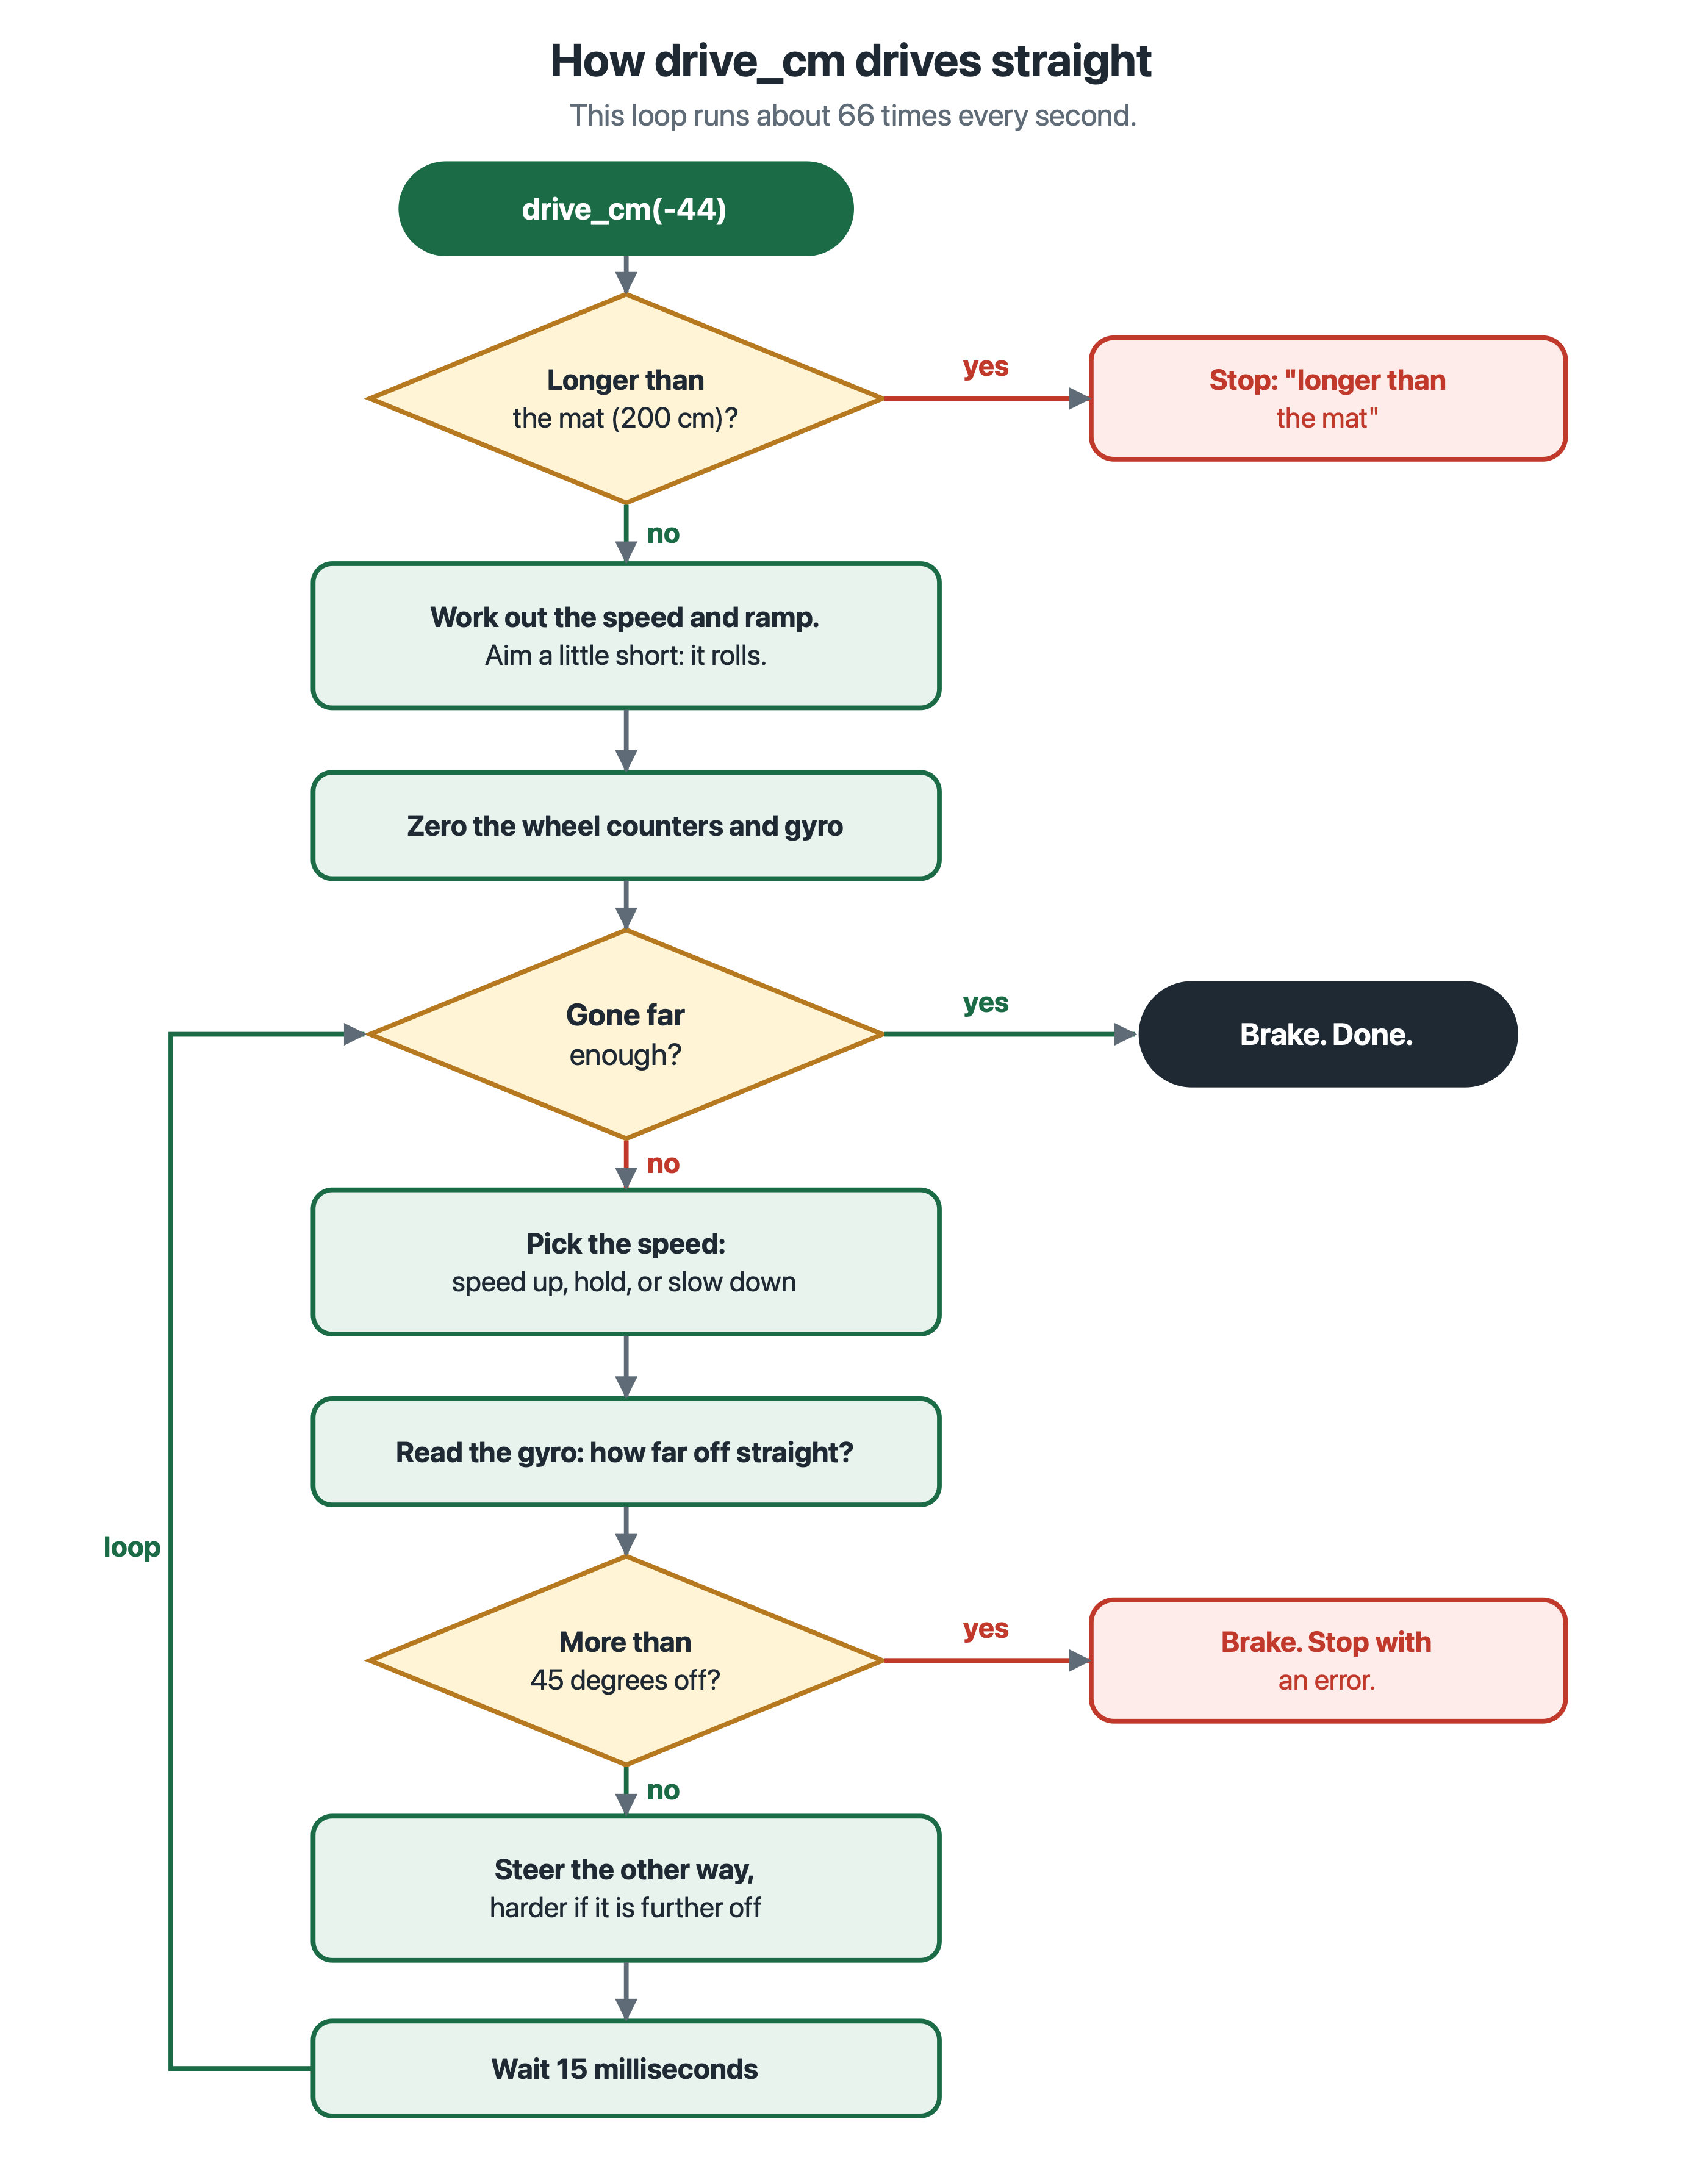 How drive_cm drives straight
This loop runs about 66 times every second.
drive_cm(-44)
Longer than
the mat (200 cm)?
yes
Stop: "longer than
the mat"
no
Work out the speed and ramp.
Aim a little short: it rolls.
Zero the wheel counters and gyro
Gone far
enough?
yes
Brake. Done.
no
Pick the speed:
speed up, hold, or slow down
Read the gyro: how far off straight?
loop
More than
45 degrees off?
yes
Brake. Stop with
an error.
no
Steer the other way,
harder if it is further off
Wait 15 milliseconds